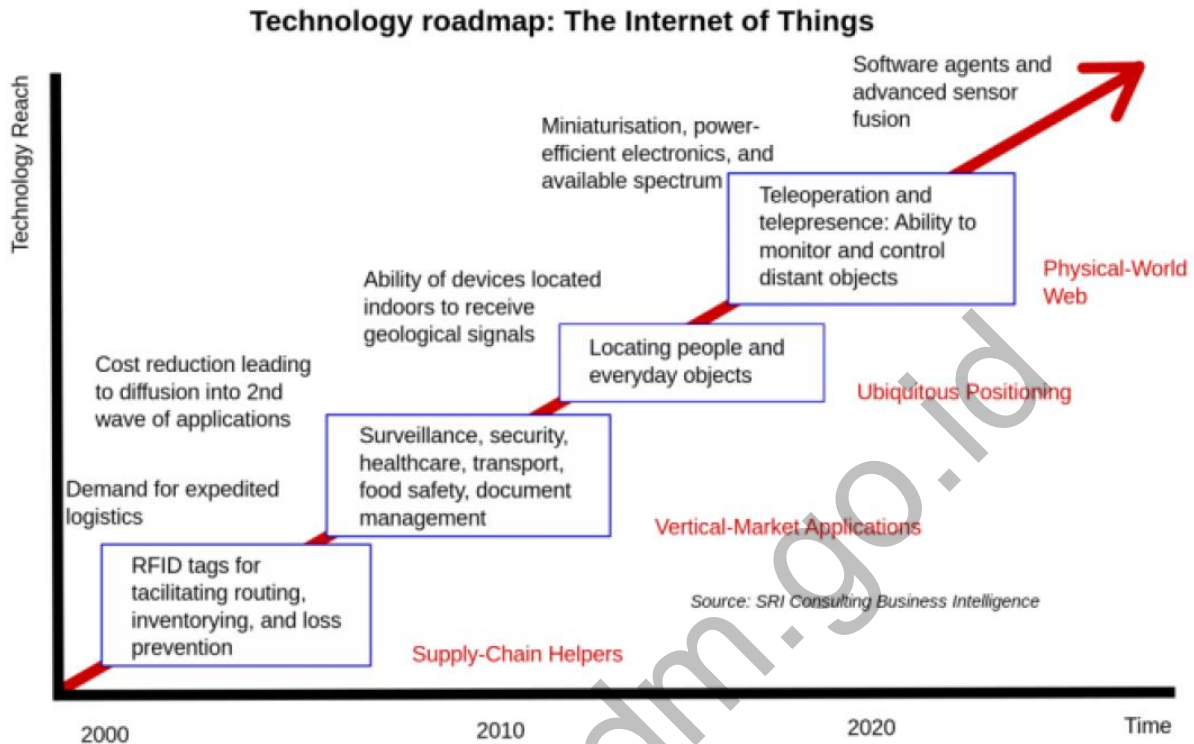 Technology roadmap: The Internet of Things
Technology Reach
Software agents and
advanced sensor
fusion
Miniaturisation, power-
efficient electronics, and
available spectrum
Teleoperation and
telepresence: Ability to
monitor and control
distant objects
Physical-World
Web
Ability of devices located
indoors to receive
geological signals
Locating people and
everyday objects
Ubiquitous Positioning
Cost reduction leading
to diffusion into 2nd
wave of applications
Surveillance, security,
healthcare, transport,
food safety, document
management
Vertical-Market Applications
Demand for expedited
logistics
RFID tags for
tacilitating routing,
inventorying, and loss
prevention
Supply-Chain Helpers
Source: SRI Consulting Business Intelligence
2000
2010
2020
Time
dm.go.id